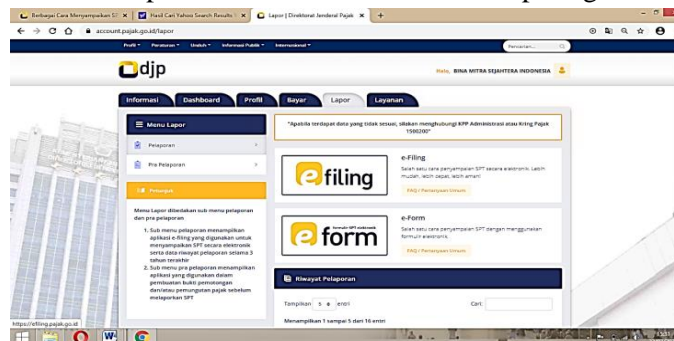 Berbagai Cara Menyampaikan S
Hasil Cari Yahoo Search Results
Lapor | Direktorat Jenderal Pajak
account.pajak.go.id/lapor
Profil
Peraturan
Unduh
Informasi Publik
Internasional
Pencarian...
djp
Halo, BINA MITRA SEJAHTERA INDONESIA
Informasi
Dashboard
Profil
Bayar
Lapor
Layanan
Menu Lapor
Pelaporan
Pra Pelaporan
Petunjuk
Menu Lapor dibedakan sub menu pelaporan
dan pra pelaporan
1. Sub menu pelaporan menampilkan
aplikasi e-filing yang digunakan untuk
menyampaikan SPT secara elektronik
serta data riwayat pelaporan selama 3
tahun terakhir
2. Sub menu pra pelaporan menampilkan
aplikasi yang digunakan dalam
pembuatan bukti pemotongan
dan/atau pemungutan pajak sebelum
melaporkan SPT
"Apabila terdapat data yang tidak sesuai, silakan menghubungi KPP Administrasi atau Kring Pajak
1500200"
e filing
e-Filing
Salah satu cara penyampaian SPT secara elektronik. Lebih
mudah, lebih cepat, lebih aman!
FAQ / Pertanyaan Umum
formulir SPT elektronik
e form
e-Form
Salah satu cara penyampaian SPT dengan menggunakan
formulir elektronik.
FAQ / Pertanyaan Umum
Riwayat Pelaporan
Tampilkan 5 entri
Cari:
Menampilkan 1 sampai 5 dari 16 entri
https://efiling.pajak.go.id